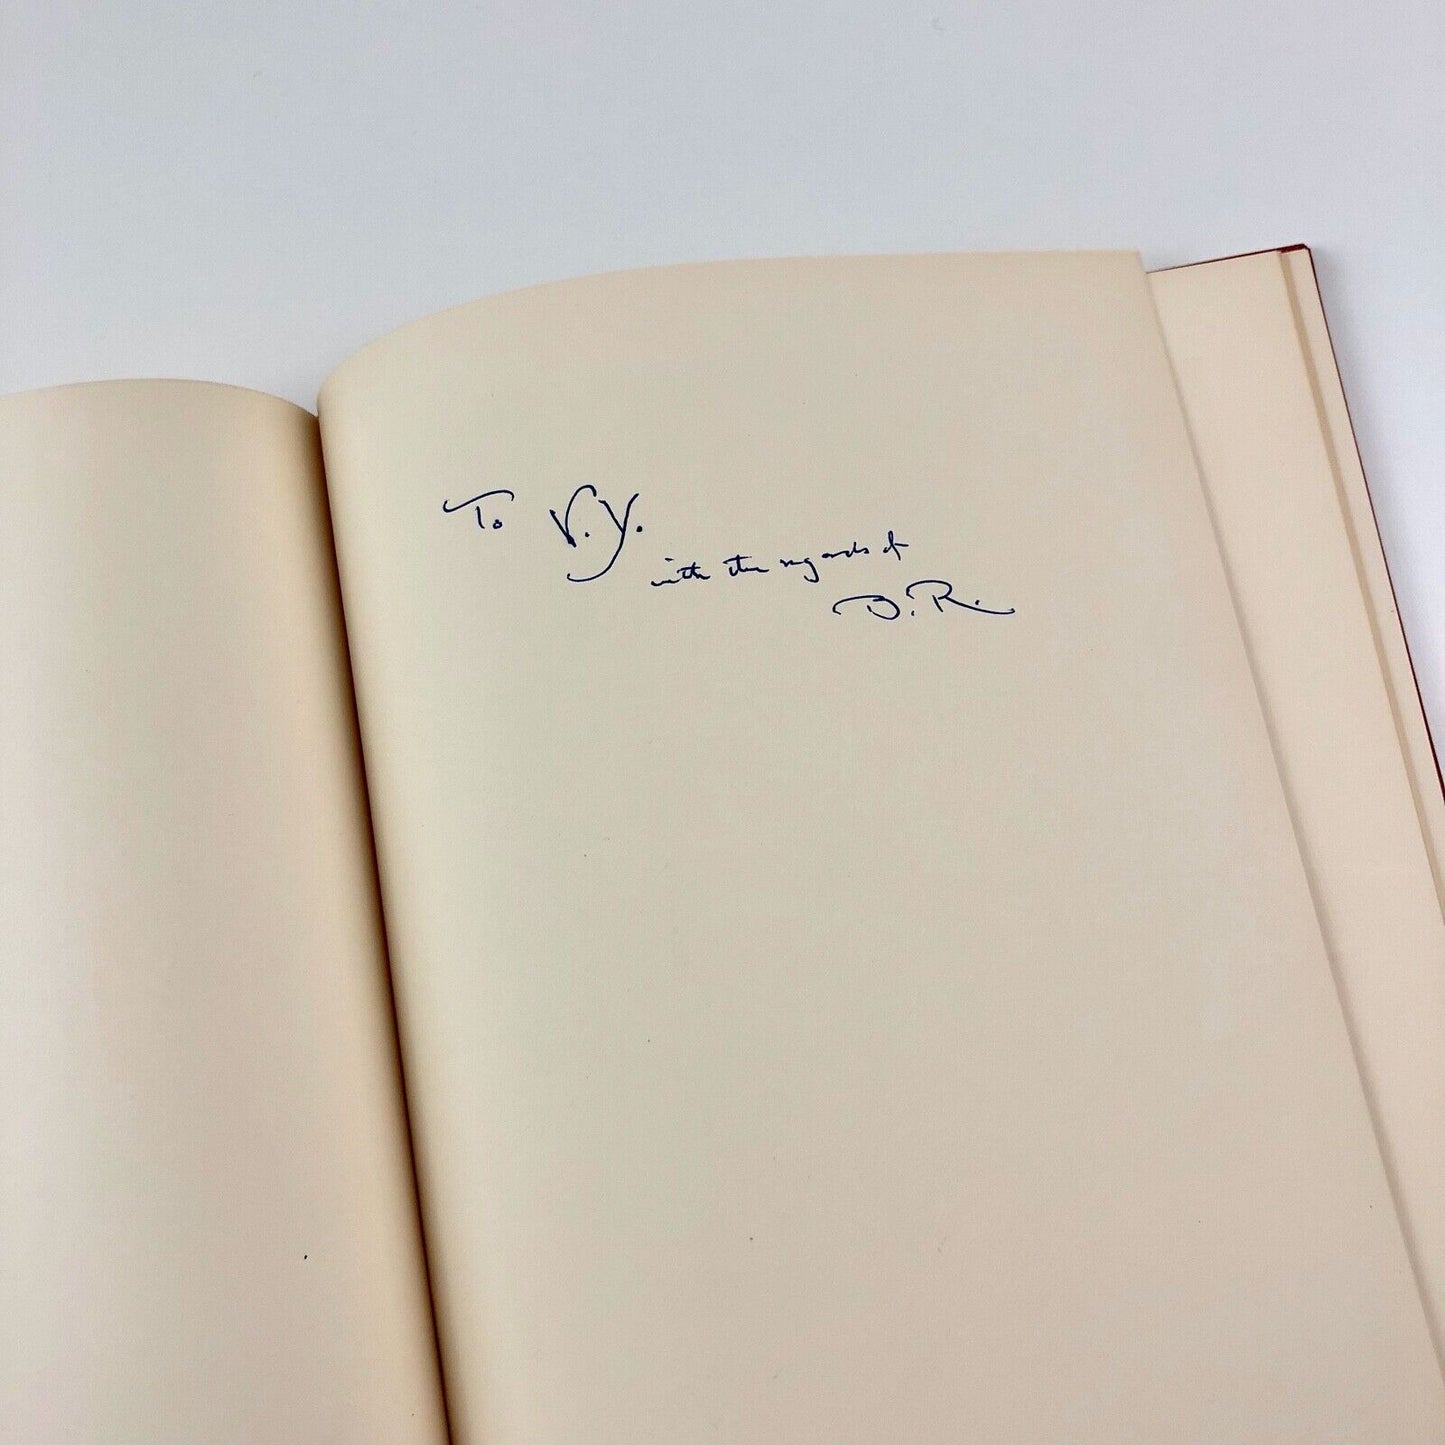 To V.Y.
with the regards of
B.R.